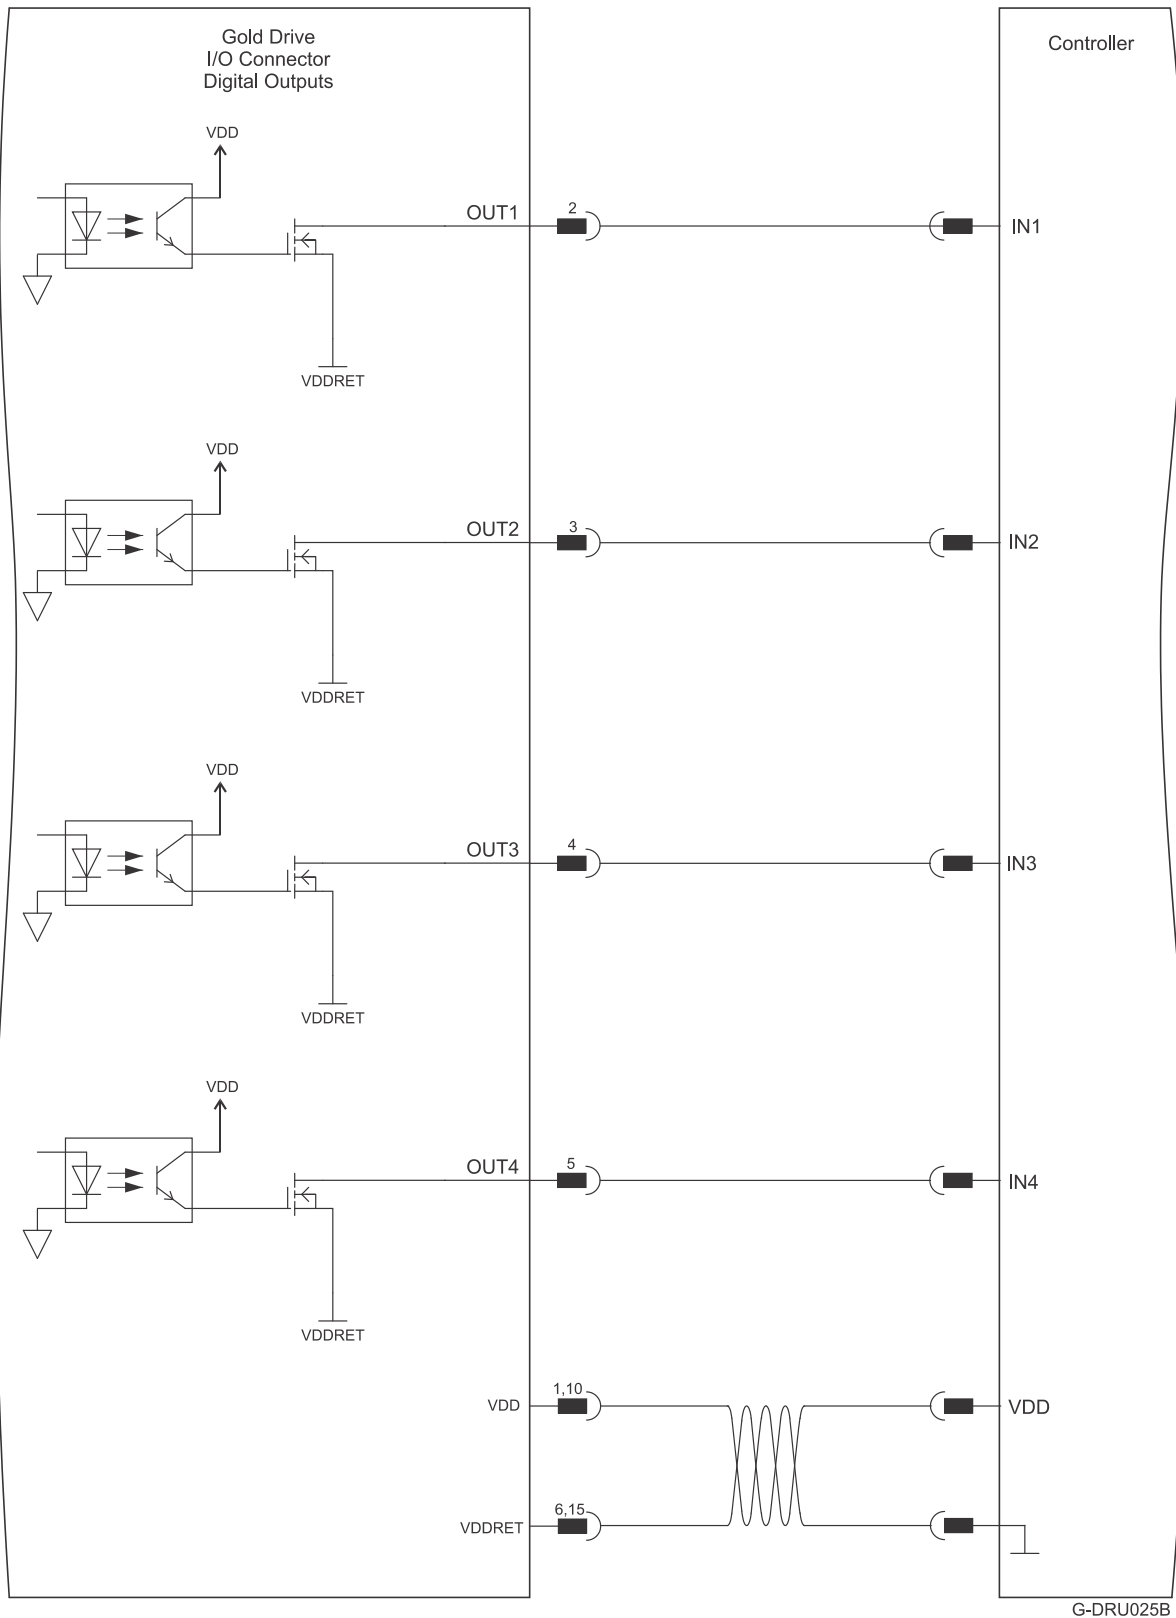 Gold Drive
I/O Connector
Digital Outputs
Controller
VDD
OUT1
2
IN1
VDDRET
VDD
OUT2
3
IN2
VDDRET
VDD
OUT3
4
IN3
VDDRET
VDD
OUT4
5
IN4
VDDRET
VDD
1,10
VDD
VDDRET
6,15
G-DRU025B